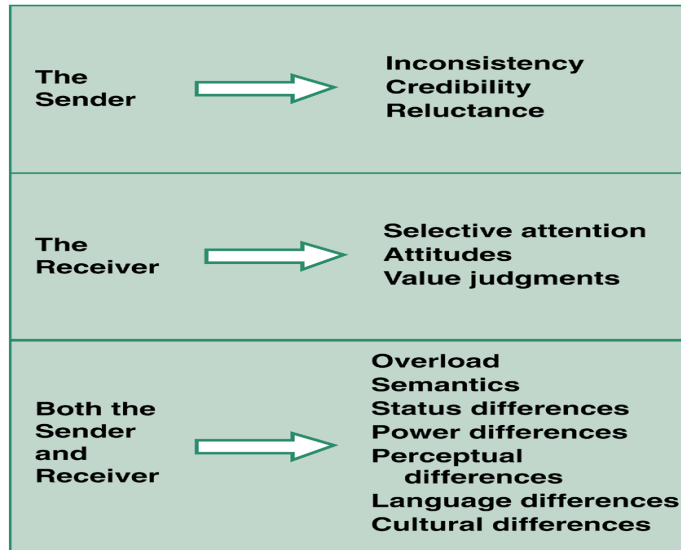 The
Sender
Inconsistency
Credibility
Reluctance
The
Receiver
Selective attention
Attitudes
Value judgments
Both the
Sender
and
Receiver
Overload
Semantics
Status differences
Power differences
Perceptual
differences
Language differences
Cultural differences